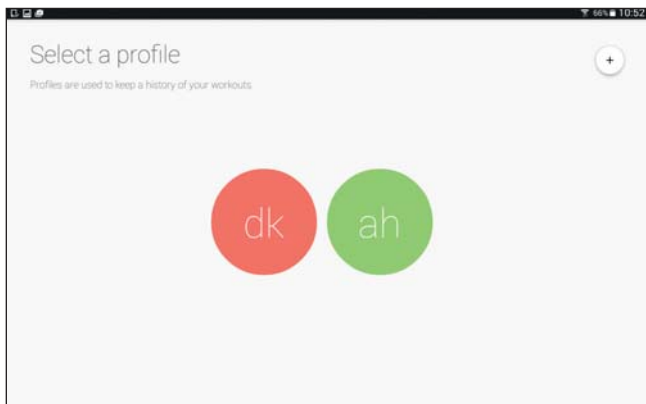 66% 10:52
Select a profile
+
Profiles are used to keep a history of your workouts.
dk ah